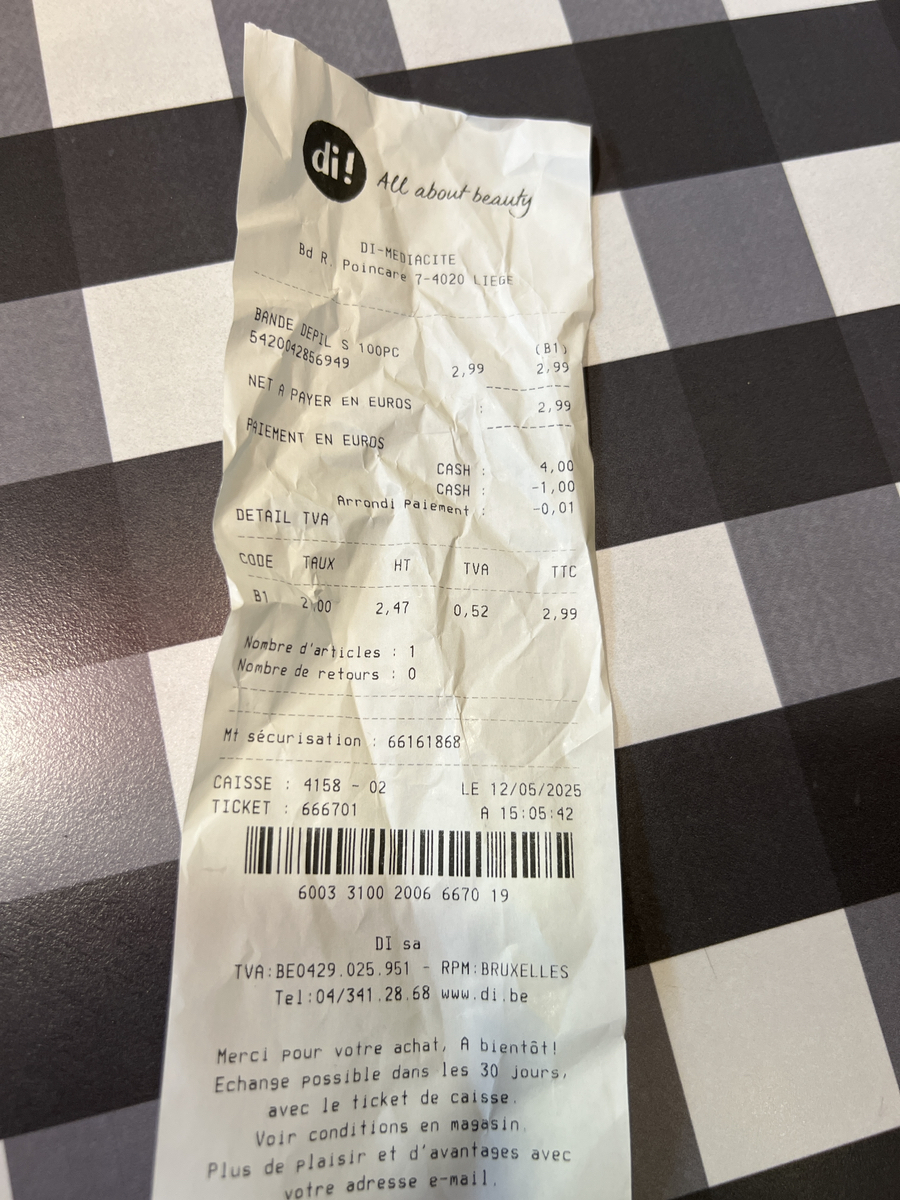 di!
All about beauty
DI-MEDIACITE
Bd R. Poincare 7-4020 LIEGE
BANDE DEPIL S 100PC (B1)
5420042856949 2,99 2,99
NET A PAYER EN EUROS : 2,99
PAIEMENT EN EUROS
CASH : 4,00
CASH : -1,00
Arrondi Paiement : -0,01
DETAIL TVA
CODE TAUX HT TVA TTC
B1 2,47 0,52 2,99
Nombre d'articles : 1
Nombre de retours : 0
Mt sécurisation : 66161868
CAISSE : 4158 - 02 LE 12/05/2025
TICKET : 666701 A 15:05:42
6003 3100 2006 6670 19
DI sa
TVA:BE0429.025.951 - RPM:BRUXELLES
Tel:04/341.28.68 www.di.be
Merci pour votre achat, A bientôt!
Echange possible dans les 30 jours,
avec le ticket de caisse.
Voir conditions en magasin.
Plus de plaisir et d'avantages avec
votre adresse e-mail.